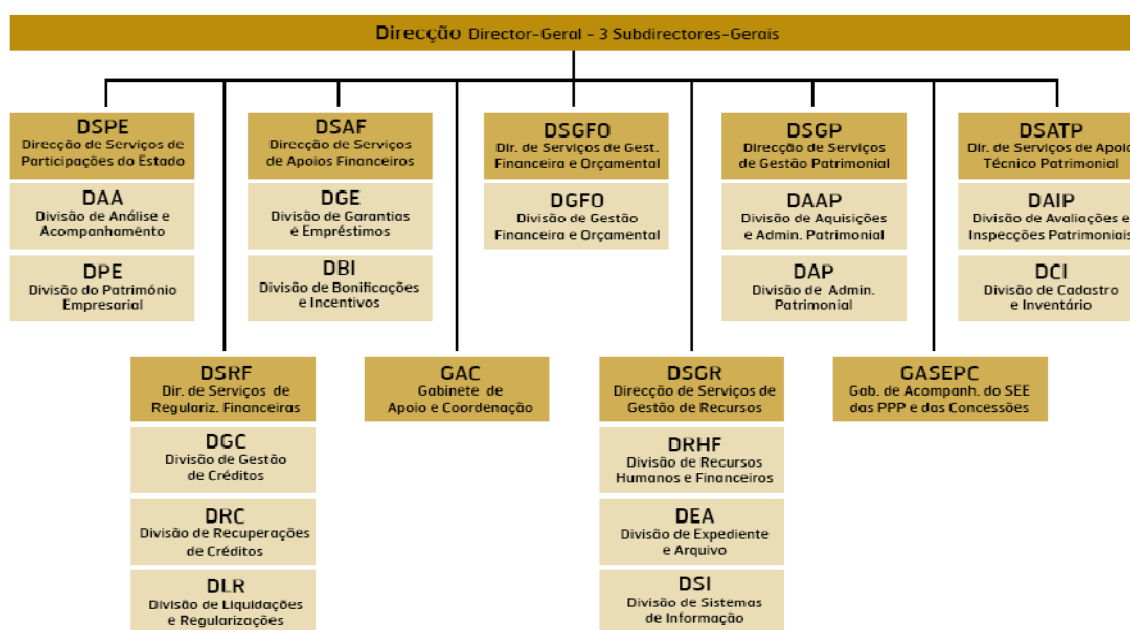 Direcção Director-Geral - 3 Subdirectores-Gerais
DSPE
Direcção de Serviços de
Participações do Estado
DAA
Divisão de Análise e
Acompanhamento
DPE
Divisão do Património
Empresarial
DSAF
Direcção de Serviços
de Apoios Financeiros
DGE
Divisão de Garantias
e Empréstimos
DBI
Divisão de Bonificações
e Incentivos
DSGFO
Dir. de Serviços de Gest.
Financeira e Orçamental
DGFO
Divisão de Gestão
Financeira e Orçamental
DSGP
Direcção de Serviços
de Gestão Patrimonial
DAAP
Divisão de Aquisições
e Admin. Patrimonial
DAP
Divisão de Admin.
Patrimonial
DSATP
Dir. de Serviços de Apoio
Técnico Patrimonial
DAIP
Divisão de Avaliações e
Inspecções Patrimoniais
DCI
Divisão de Cadastro
e Inventário
DSRF
Dir. de Serviços de
Regulariz. Financeiras
DGC
Divisão de Gestão
de Créditos
DRC
Divisão de Recuperações
de Créditos
DLR
Divisão de Liquidações
e Regularizações
GAC
Gabinete de
Apoio e Coordenação
DSGR
Direcção de Serviços de
Gestão de Recursos
DRHF
Divisão de Recursos
Humanos e Financeiros
DEA
Divisão de Expediente
e Arquivo
DSI
Divisão de Sistemas
de Informação
GASEPC
Gab. de Acompanh. do SEE
das PPP e das Concessões